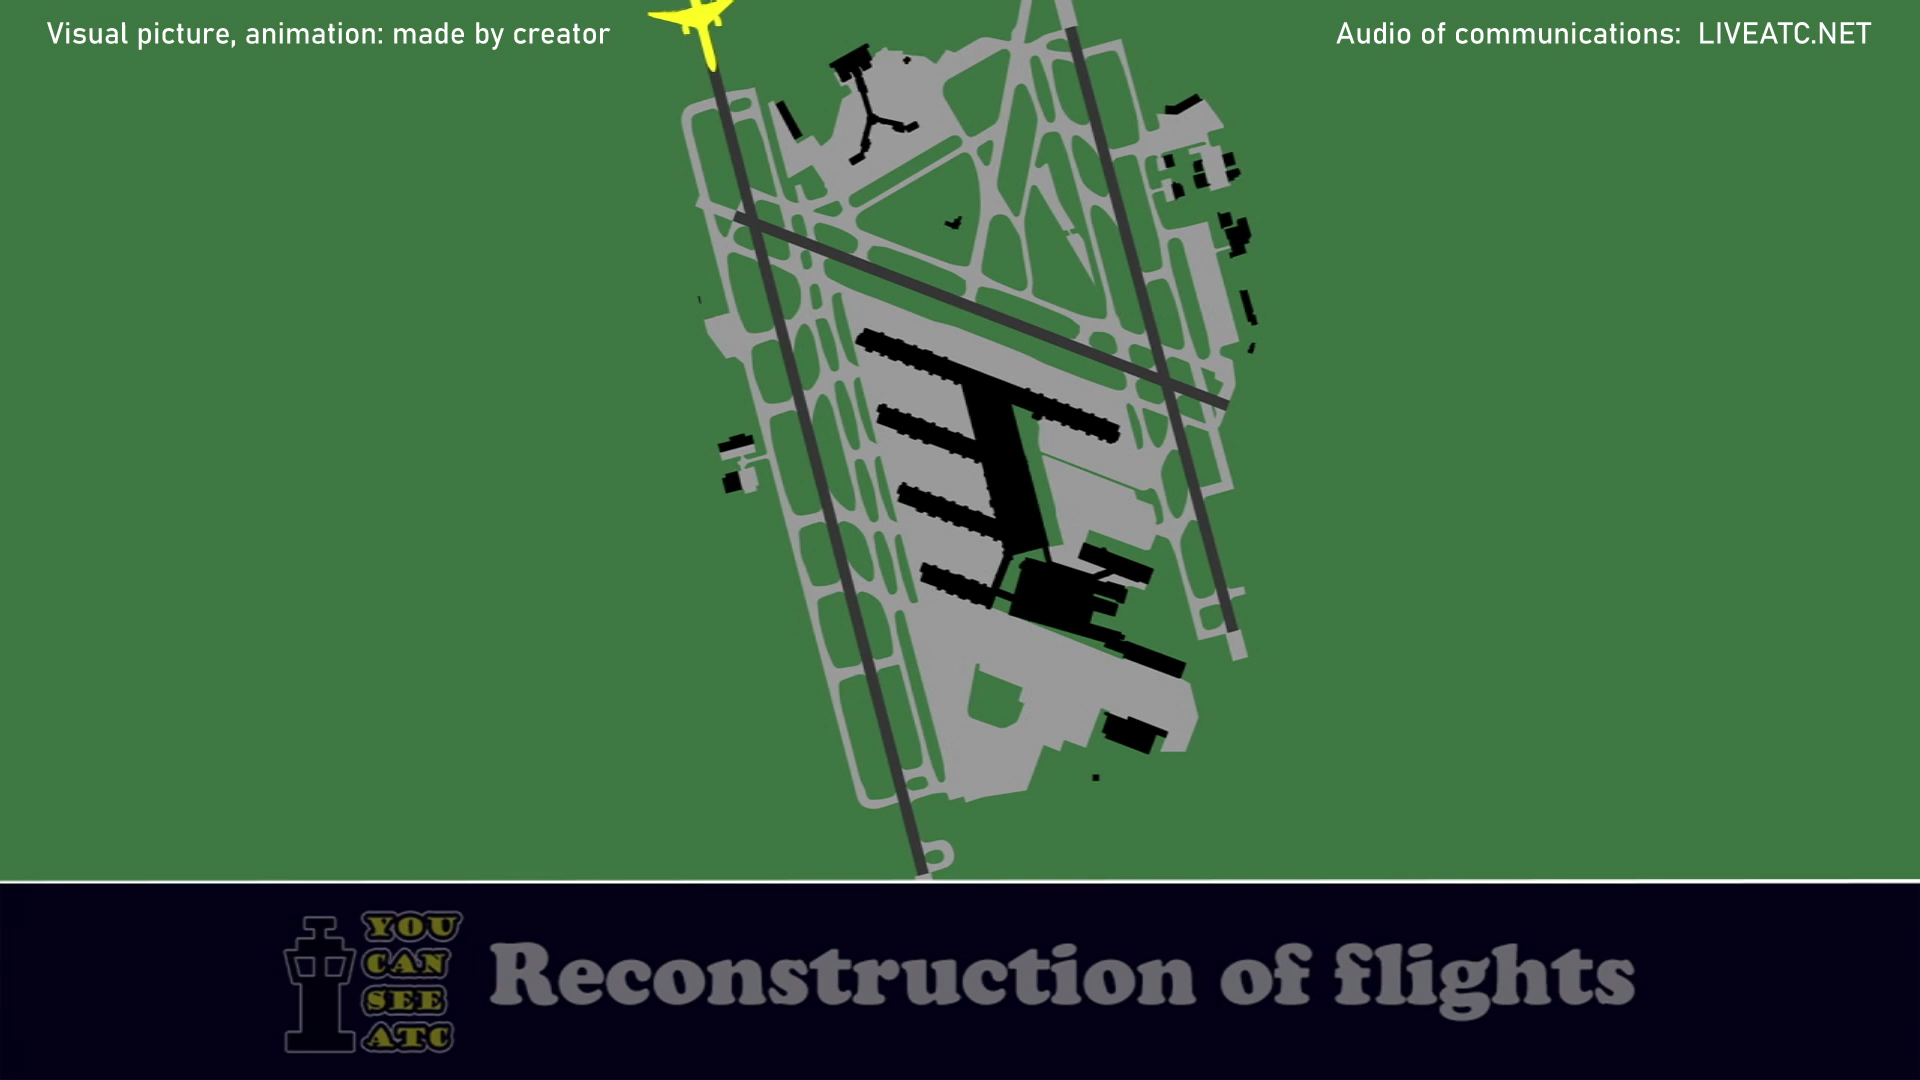 Visual picture, animation: made by creator
Audio of communications: LIVEATC.NET
YOU
CAN
SEE
ATC
Reconstruction of flights